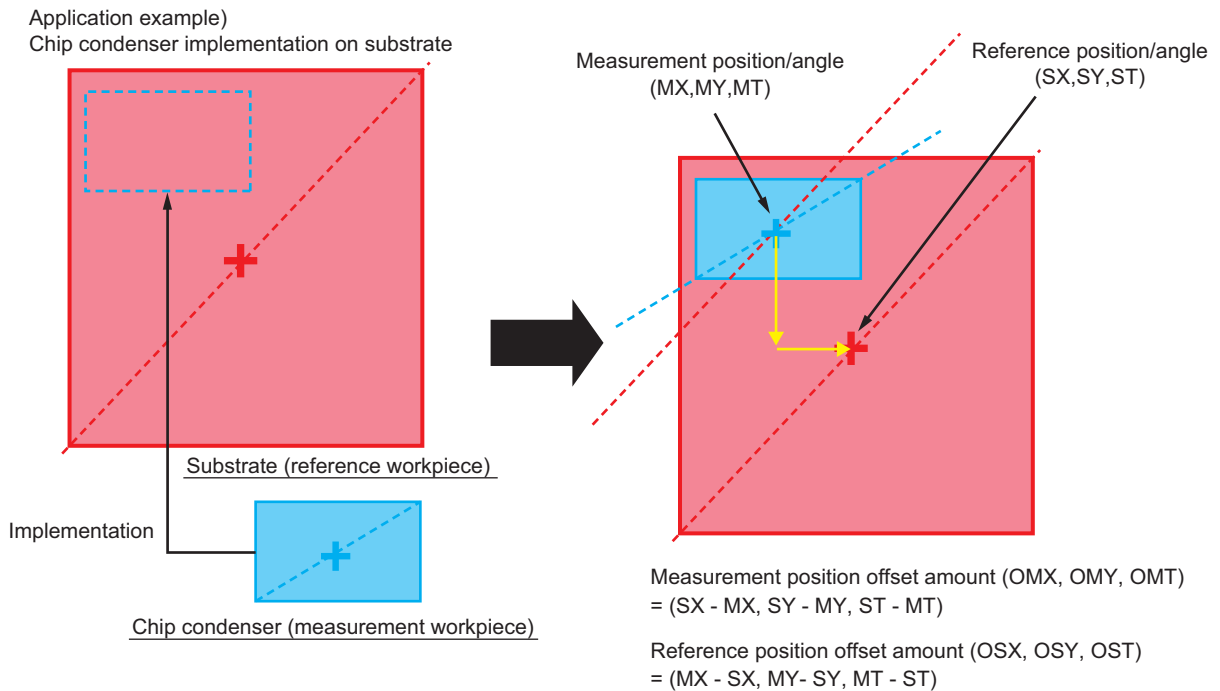 Application example)
Chip condenser implementation on substrate
Substrate (reference workpiece)
Implementation
Chip condenser (measurement workpiece)
Measurement position/angle
(MX,MY,MT)
Reference position/angle
(SX,SY,ST)
Measurement position offset amount (OMX, OMY, OMT)
= (SX - MX, SY - MY, ST - MT)
Reference position offset amount (OSX, OSY, OST)
= (MX - SX, MY- SY, MT - ST)